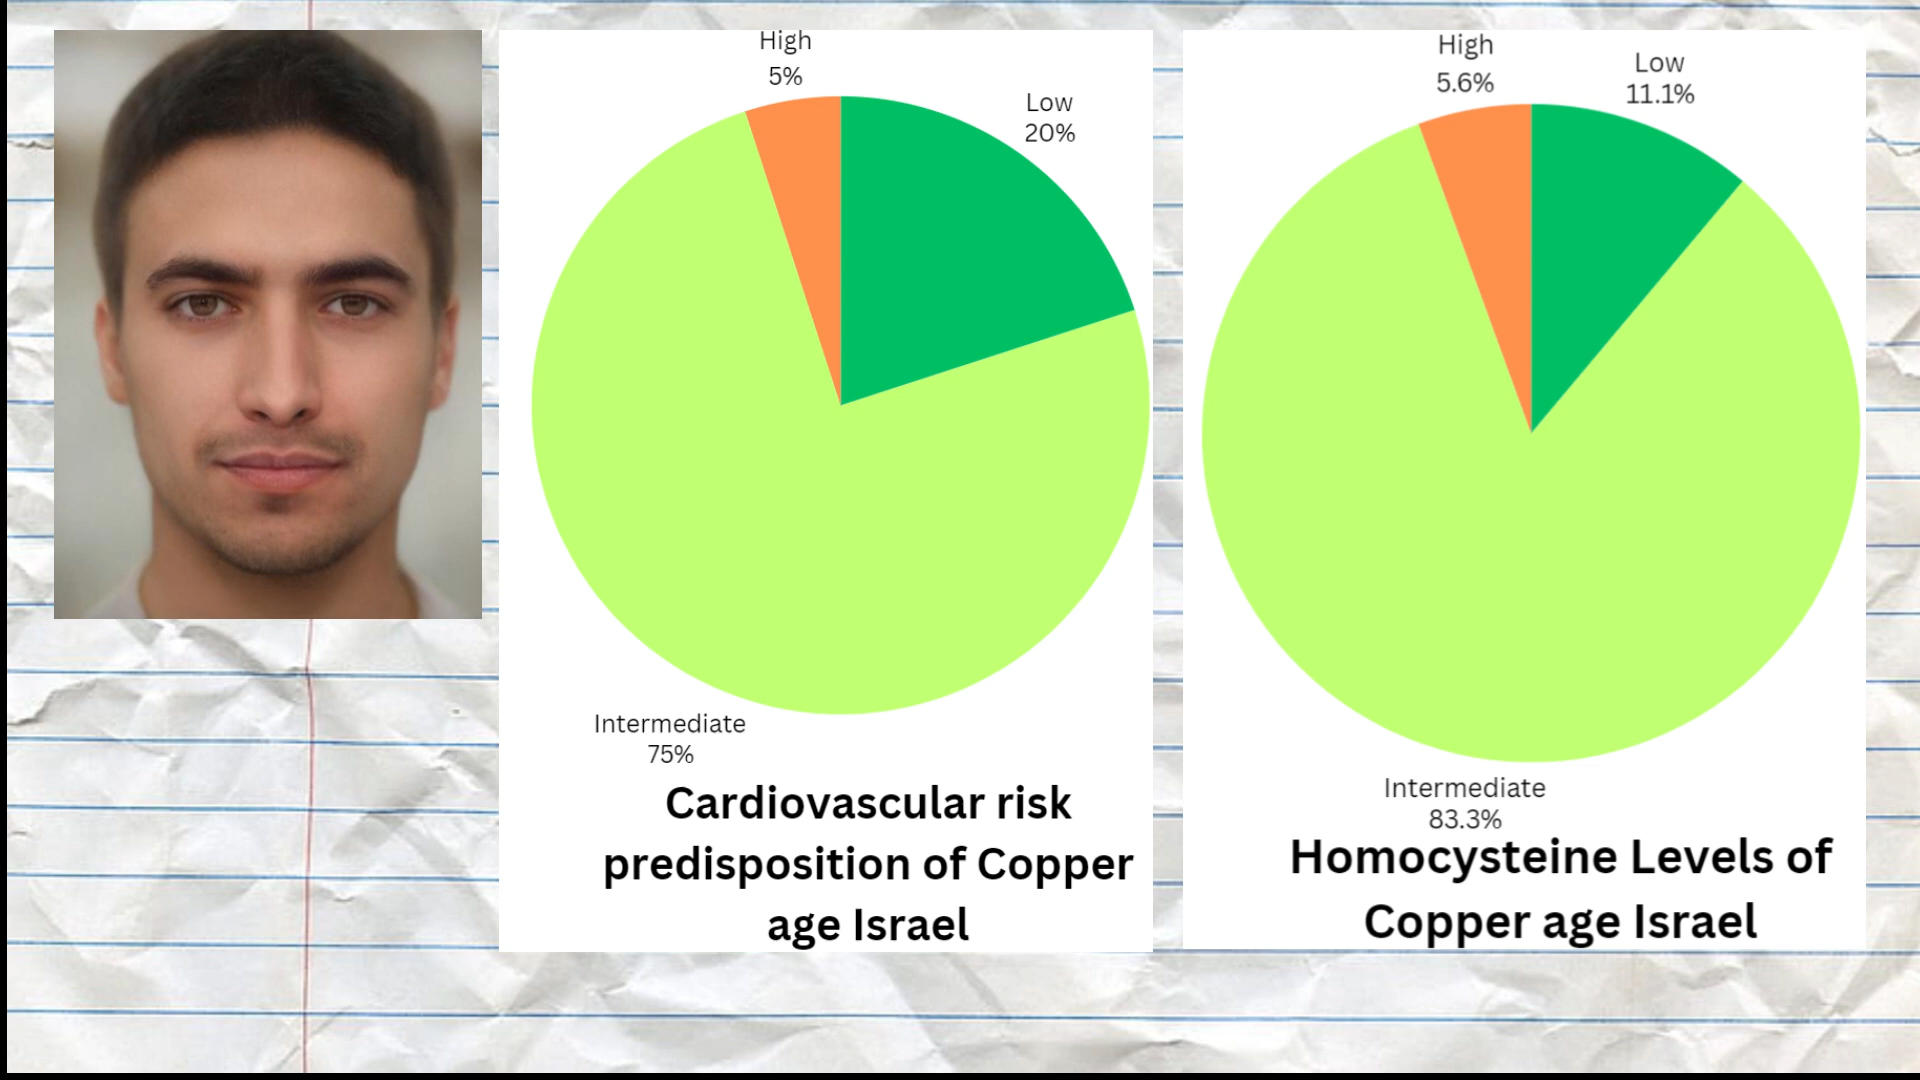 High
5%
Low
20%
Intermediate
75%
Cardiovascular risk
predisposition of Copper
age Israel
High
5.6%
Low
11.1%
Intermediate
83.3%
Homocysteine Levels of
Copper age Israel